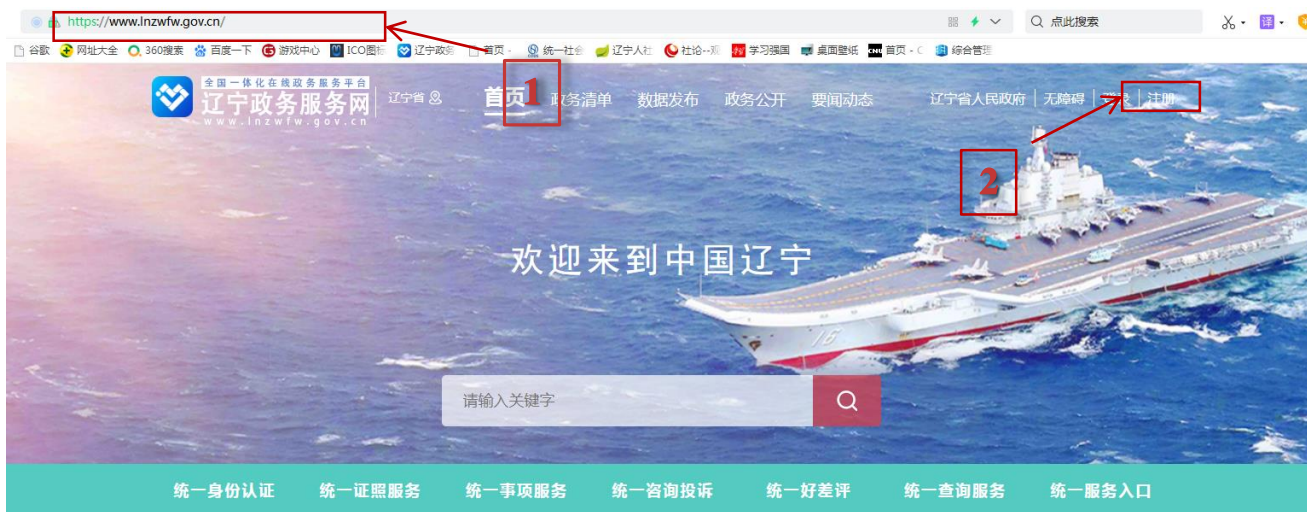 https://www.lnzwfw.gov.cn/
点此搜索
译
谷歌 网址大全 360搜索 百度一下 游戏中心 ICO图标 辽宁政务 首页 - 统一社会 辽宁人社 社论--观 学习强国 桌面壁纸 首页 - C 综合管理
全国一体化在线政务服务平台
辽宁政务服务网
www.lnzwfw.gov.cn
辽宁省
首页 政务清单 数据发布 政务公开 要闻动态
辽宁省人民政府 无障碍 登录 注册
1
2
欢迎来到中国辽宁
16
请输入关键字
统一身份认证 统一证照服务 统一事项服务 统一咨询投诉 统一好差评 统一查询服务 统一服务入口